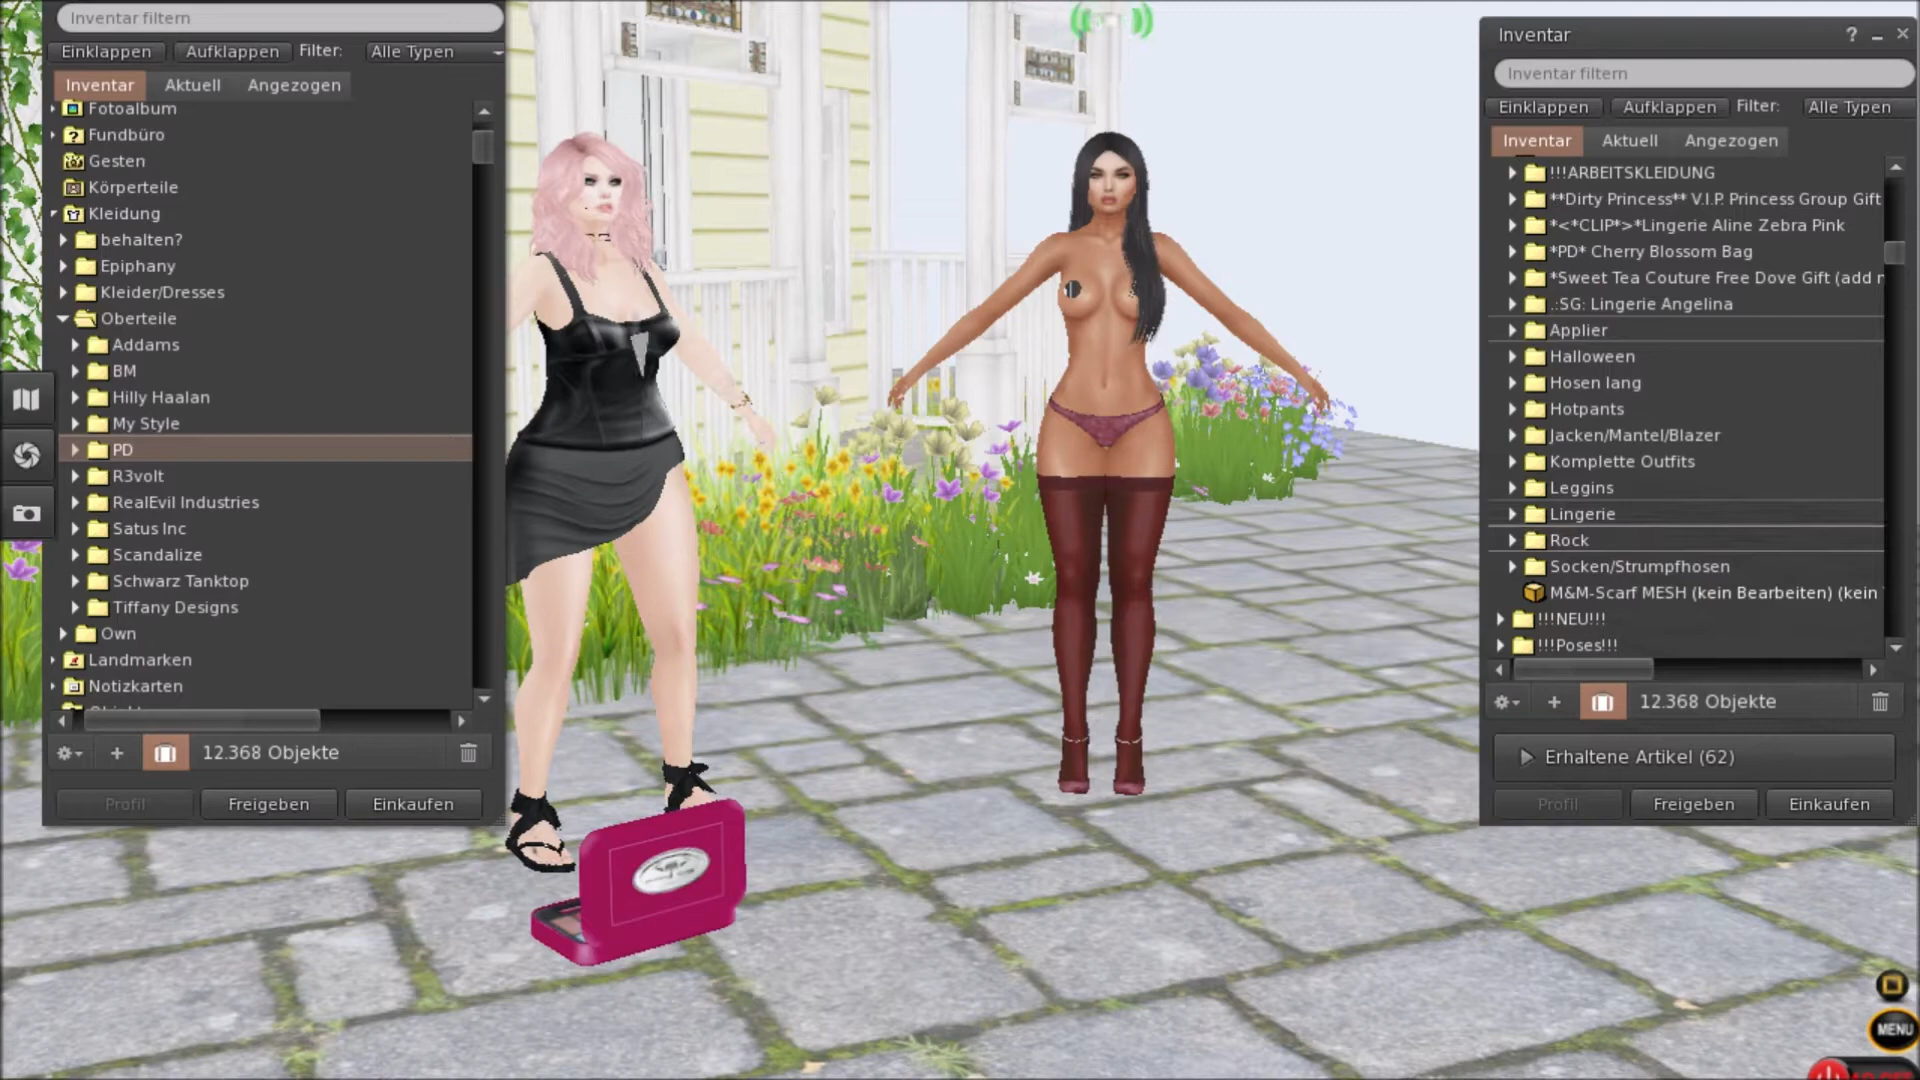 Inventar filtern
Einklappen Aufklappen Filter: Alle Typen
Inventar Aktuell Angezogen
Fotoalbum
Fundbüro
Gesten
Körperteile
Kleidung
behalten?
Epiphany
Kleider/Dresses
Oberteile
Addams
BM
Hilly Haalan
My Style
PD
R3volt
RealEvil Industries
Satus Inc
Scandalize
Schwarz Tanktop
Tiffany Designs
Own
Landmarken
Notizkarten
12.368 Objekte
Profil Freigeben Einkaufen
Inventar
Inventar filtern
Einklappen Aufklappen Filter: Alle Typen
Inventar Aktuell Angezogen
!!!ARBEITSKLEIDUNG
**Dirty Princess** V.I.P. Princess Group Gift
*<*CLIP*>*Lingerie Aline Zebra Pink
*PD* Cherry Blossom Bag
*Sweet Tea Couture Free Dove Gift (add
.:SG: Lingerie Angelina
Applier
Halloween
Hosen lang
Hotpants
Jacken/Mantel/Blazer
Komplette Outfits
Leggins
Lingerie
Rock
Socken/Strumpfhosen
M&M-Scarf MESH (kein Bearbeiten) (kein
!!!NEU!!!
!!!Poses!!!
12.368 Objekte
Erhaltene Artikel (62)
Profil Freigeben Einkaufen
MENU